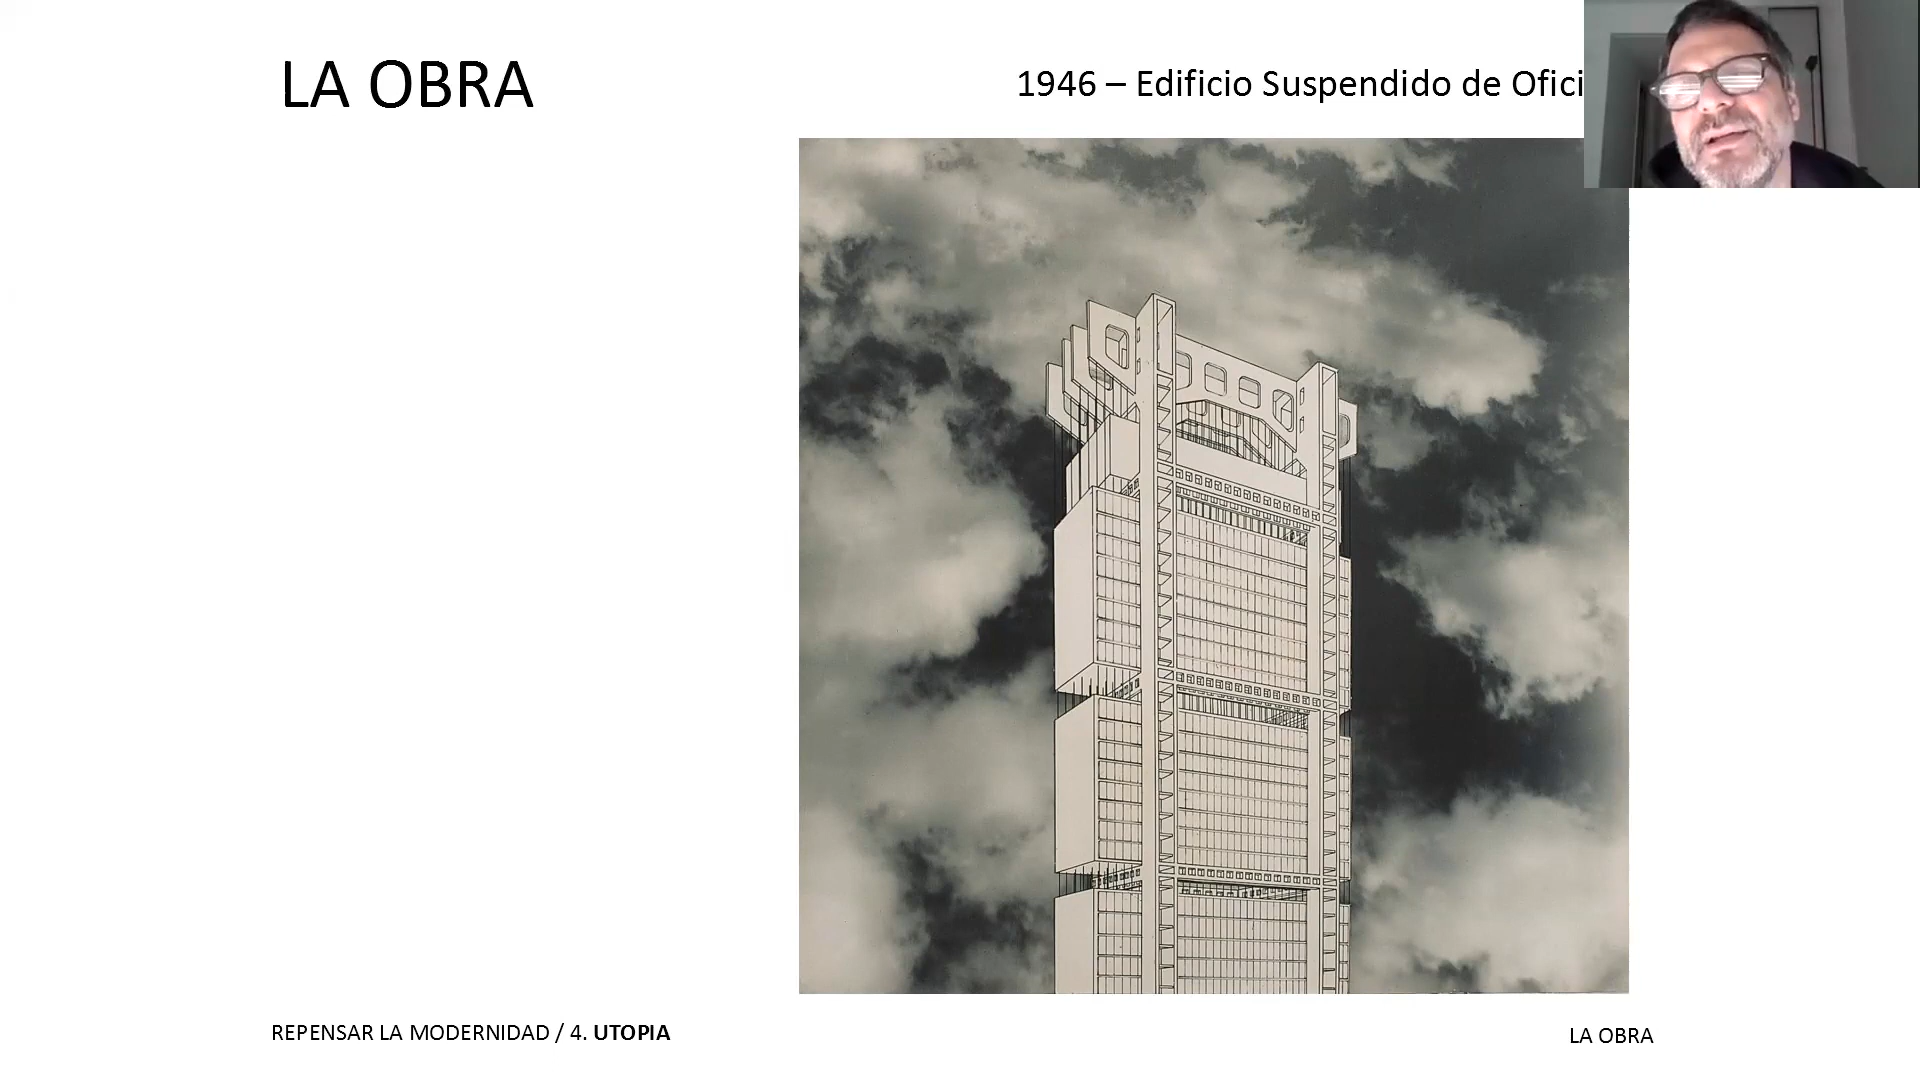 LA OBRA
1946 – Edificio Suspendido de Ofici
REPENSAR LA MODERNIDAD / 4. UTOPIA
LA OBRA